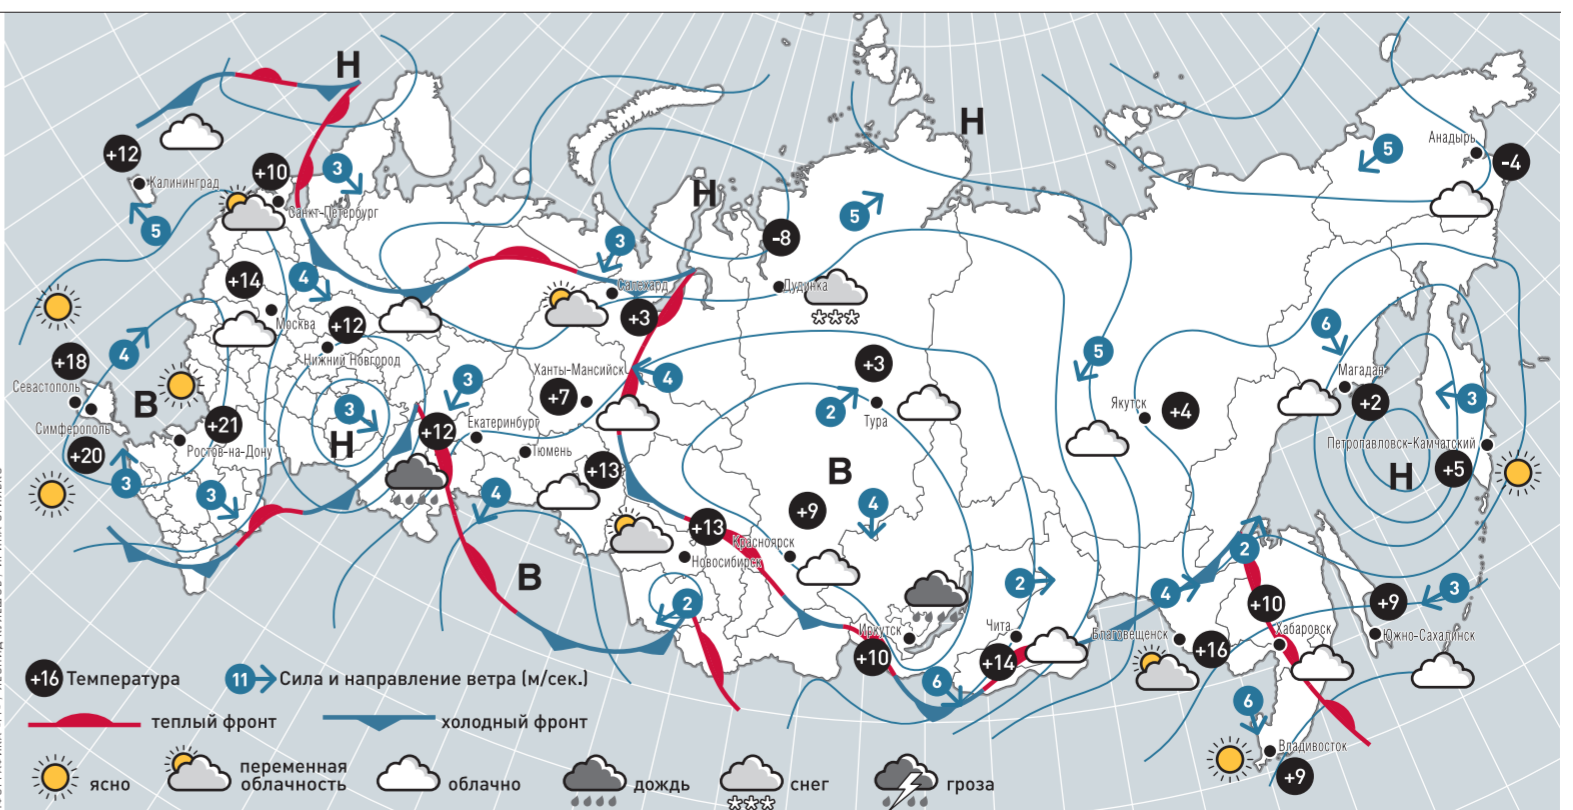 Н
+12
Калининград
5
+10
Санкт-Петербург
3
Н
Н
-8
Дудинка
5
5
Анадырь
-4
+14
Москва
4
+12
Нижний Новгород
3
Салехард
+3
+18
Севастополь
4
В
Симферополь
+20
+21
Ростов-на-Дону
3
3
3
Н
3
+12
Екатеринбург
Тюмень
4
Ханты-Мансийск
+7
4
+13
В
+13
Новосибирск
2
+3
2
Тура
В
4
+9
Красноярск
Иркутск
+10
6
2
Чита
+14
5
Якутск
+4
6
Магадан
+2
3
Петропавловск-Камчатский
Н
+5
2
4
Благовещенск
+16
+10
Хабаровск
+9
Южно-Сахалинск
3
6
Владивосток
+9
+16 Температура
11 Сила и направление ветра (м/сек.)
теплый фронт
холодный фронт
ясно
переменная
облачность
облачно
дождь
снег
гроза